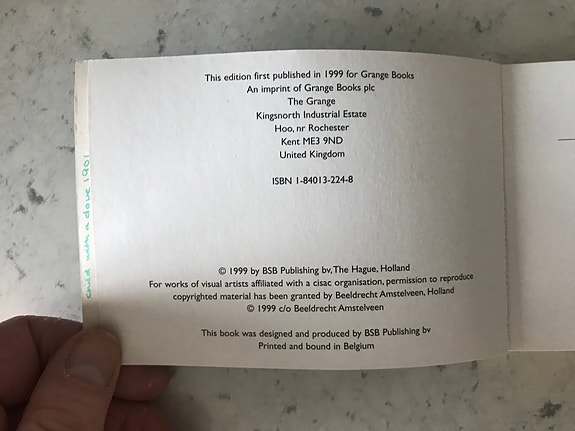 This edition first published in 1999 for Grange Books
An imprint of Grange Books plc
The Grange
Kingsnorth Industrial Estate
Hoo, nr Rochester
Kent ME3 9ND
United Kingdom
ISBN 1-84013-224-8
© 1999 by BSB Publishing bv, The Hague, Holland
For works of visual artists affiliated with a cisac organisation, permission to reproduce
copyrighted material has been granted by Beeldrecht Amstelveen, Holland
© 1999 c/o Beeldrecht Amstelveen
This book was designed and produced by BSB Publishing bv
Printed and bound in Belgium
child with a dove 1901